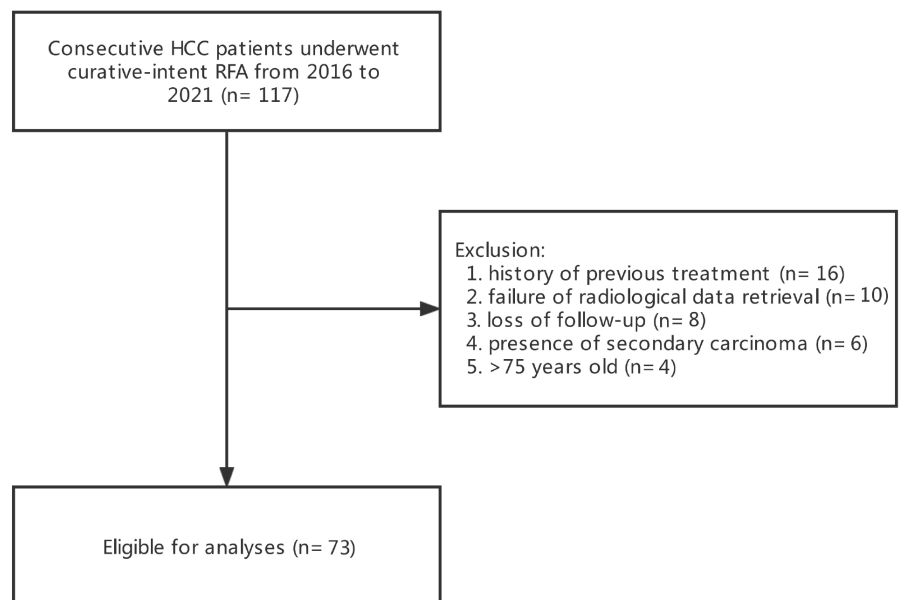 Consecutive HCC patients underwent
curative-intent RFA from 2016 to
2021 (n= 117)
Exclusion:
1. history of previous treatment (n= 16)
2. failure of radiological data retrieval (n= 10)
3. loss of follow-up (n= 8)
4. presence of secondary carcinoma (n= 6)
5. >75 years old (n= 4)
Eligible for analyses (n= 73)